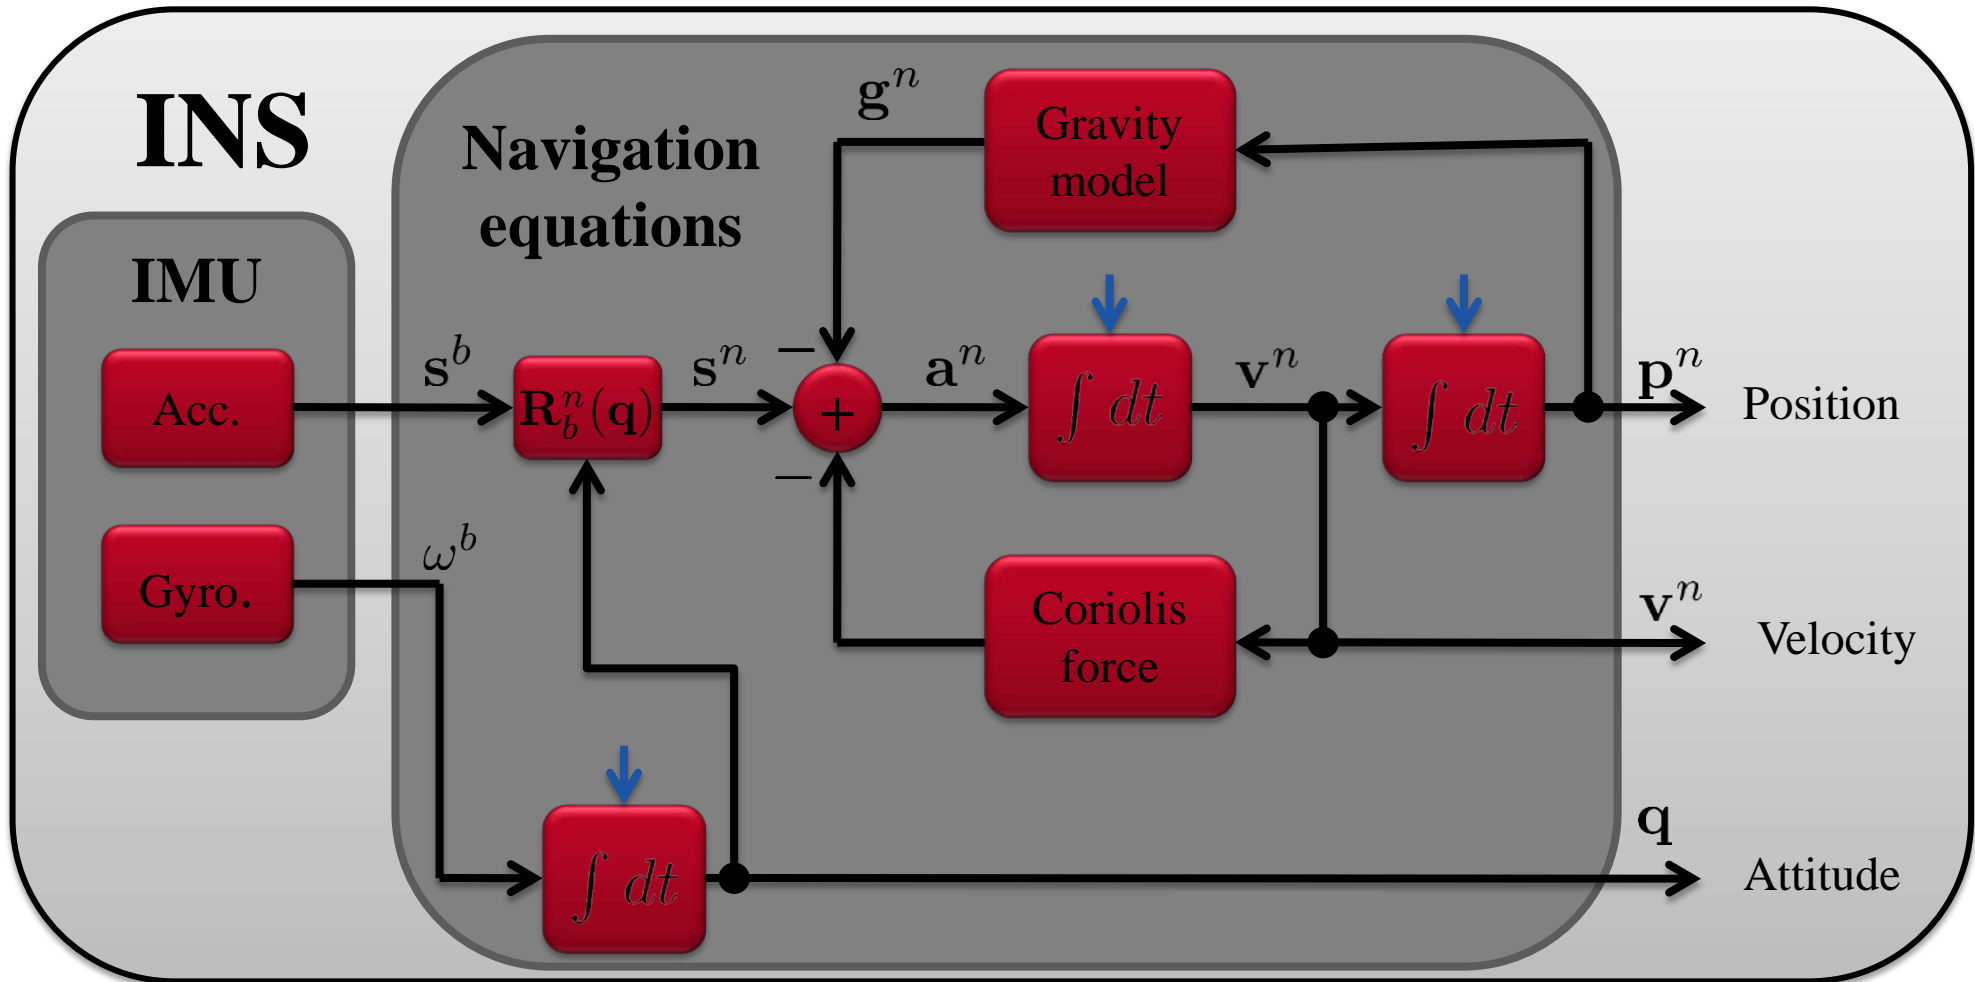 INS
Navigation
equations
IMU
Acc.
Gyro.
s^b
ω^b
R_b^n(q)
s^n
g^n
Gravity
model
−
+
−
a^n
∫ dt
v^n
∫ dt
p^n
Position
Coriolis
force
v^n
Velocity
∫ dt
q
Attitude